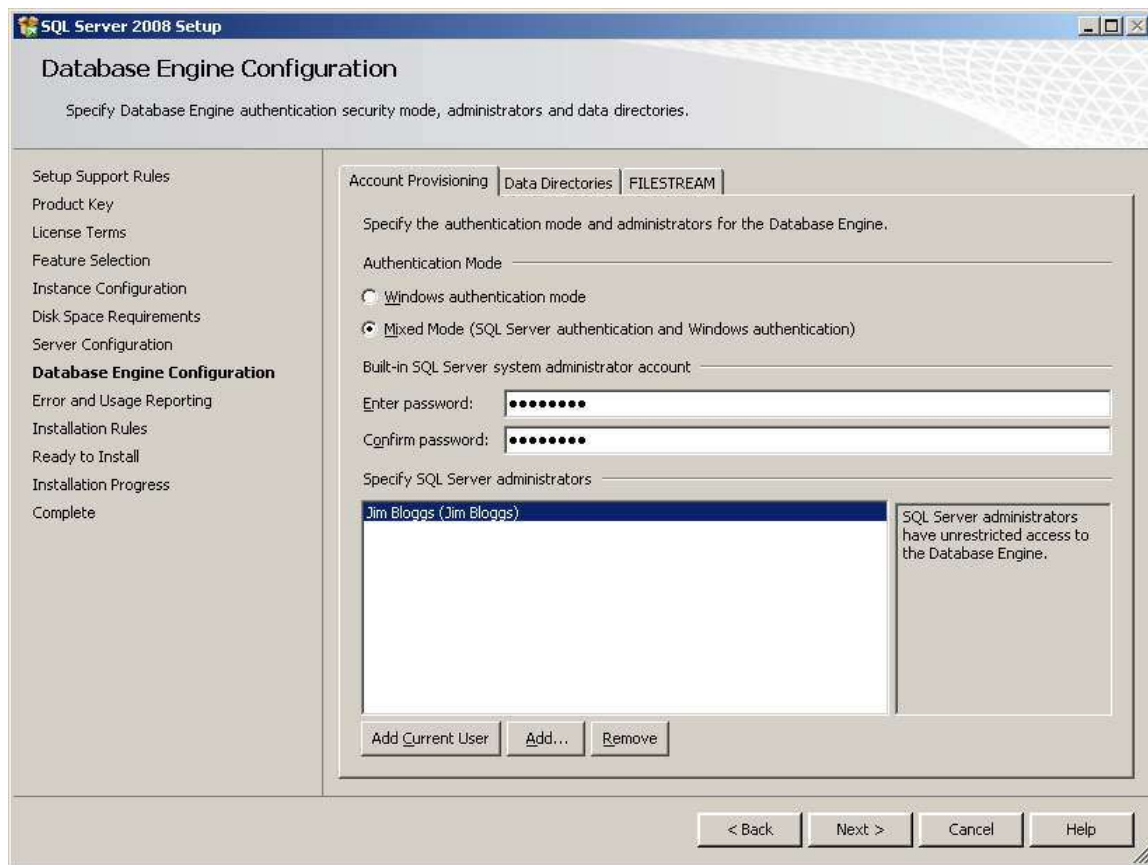 SQL Server 2008 Setup
Database Engine Configuration
Specify Database Engine authentication security mode, administrators and data directories.
Setup Support Rules
Product Key
License Terms
Feature Selection
Instance Configuration
Disk Space Requirements
Server Configuration
Database Engine Configuration
Error and Usage Reporting
Installation Rules
Ready to Install
Installation Progress
Complete
Account Provisioning
Data Directories
FILESTREAM
Specify the authentication mode and administrators for the Database Engine.
Authentication Mode
Windows authentication mode
Mixed Mode (SQL Server authentication and Windows authentication)
Built-in SQL Server system administrator account
Enter password: ●●●●●●●●
Confirm password: ●●●●●●●●
Specify SQL Server administrators
Jim Bloggs (Jim Bloggs)
SQL Server administrators
have unrestricted access to
the Database Engine.
Add Current User
Add...
Remove
< Back
Next >
Cancel
Help